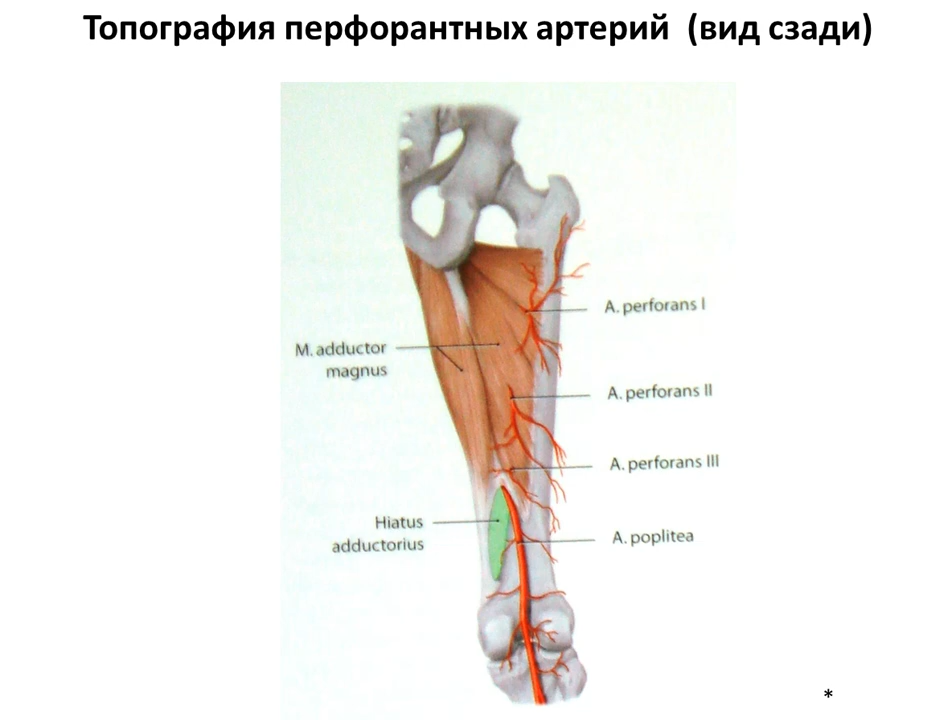 Топография перфорантных артерий (вид сзади)
A. perforans I
M. adductor
magnus
A. perforans II
A. perforans III
Hiatus
adductorius
A. poplitea
*